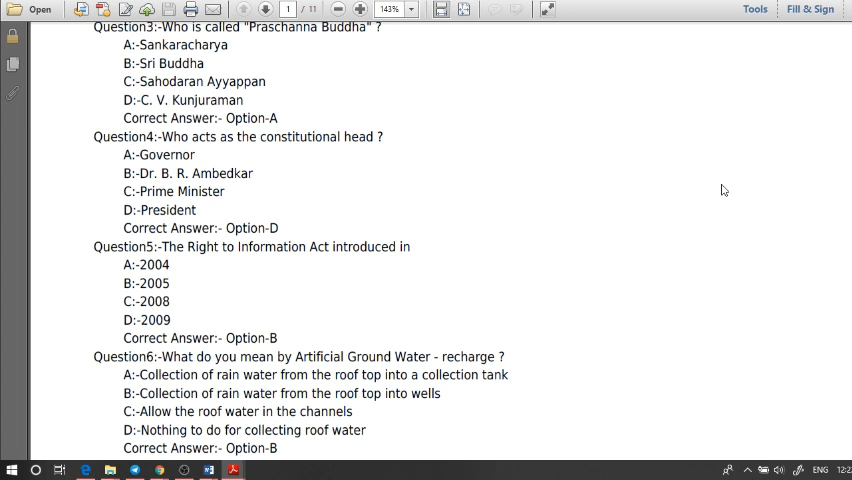 Open 1 / 11 143% Tools Fill & Sign
Question3:-Who is called "Praschanna Buddha" ?
A:-Sankaracharya
B:-Sri Buddha
C:-Sahodaran Ayyappan
D:-C. V. Kunjuraman
Correct Answer:- Option-A
Question4:-Who acts as the constitutional head ?
A:-Governor
B:-Dr. B. R. Ambedkar
C:-Prime Minister
D:-President
Correct Answer:- Option-D
Question5:-The Right to Information Act introduced in
A:-2004
B:-2005
C:-2008
D:-2009
Correct Answer:- Option-B
Question6:-What do you mean by Artificial Ground Water - recharge ?
A:-Collection of rain water from the roof top into a collection tank
B:-Collection of rain water from the roof top into wells
C:-Allow the roof water in the channels
D:-Nothing to do for collecting roof water
Correct Answer:- Option-B
ENG